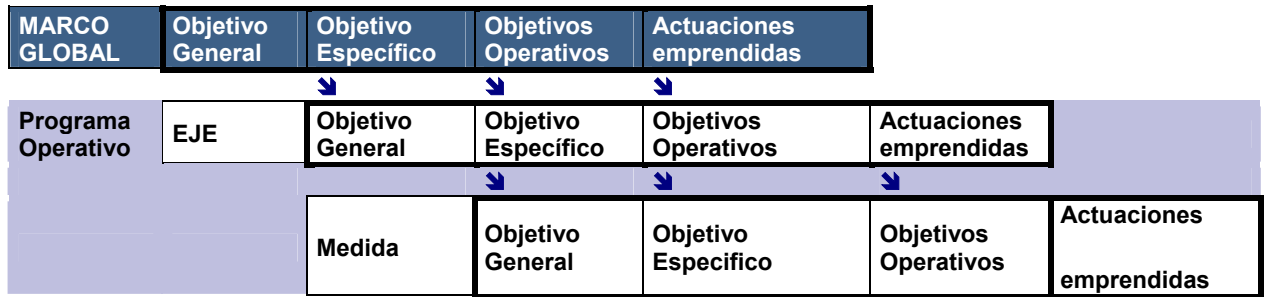 MARCO GLOBAL
Objetivo General
Objetivo Específico
Objetivos Operativos
Actuaciones emprendidas
Programa Operativo
EJE
Objetivo General
Objetivo Específico
Objetivos Operativos
Actuaciones emprendidas
Medida
Objetivo General
Objetivo Especifico
Objetivos Operativos
Actuaciones emprendidas